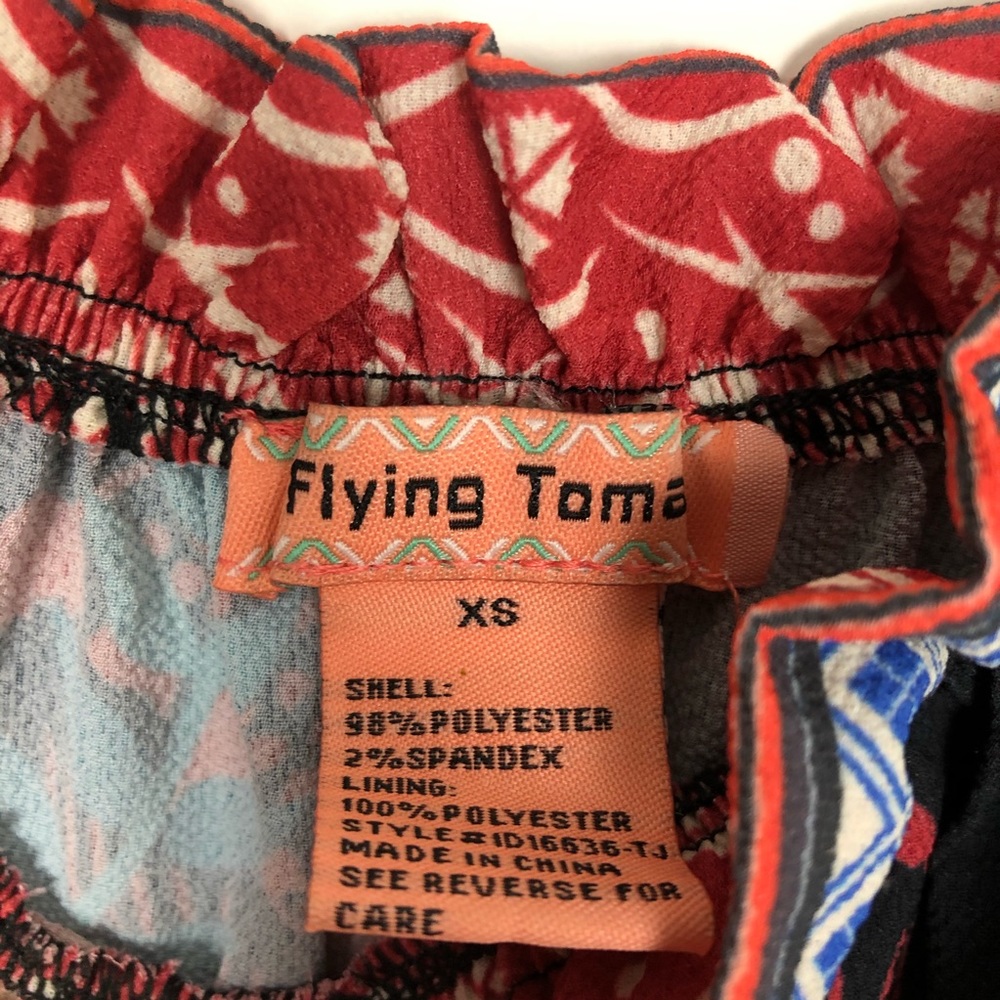 Flying Toma
XS
SHELL:
98%POLYESTER
2%SPANDEX
LINING:
100%POLYESTER
STYLE#1D16636-TJ
MADE IN CHINA
SEE REVERSE FOR
CARE